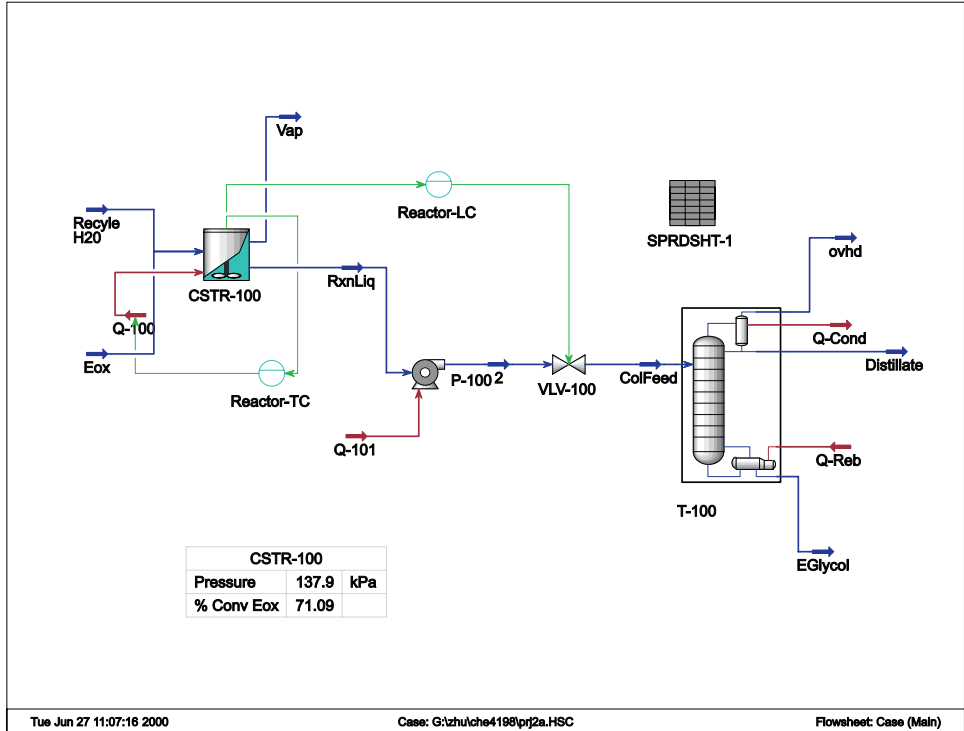 Vap
Reactor-LC
Recyle
H20
SPRDSHT-1
ovhd
RxnLiq
CSTR-100
Q-100
Q-Cond
Eox
Distillate
P-100
2
VLV-100
ColFeed
Reactor-TC
Q-101
Q-Reb
T-100
EGlycol
CSTR-100
Pressure 137.9 kPa
% Conv Eox 71.09
Tue Jun 27 11:07:16 2000 Case: G:\zhu\che4198\prj2a.HSC Flowsheet: Case (Main)